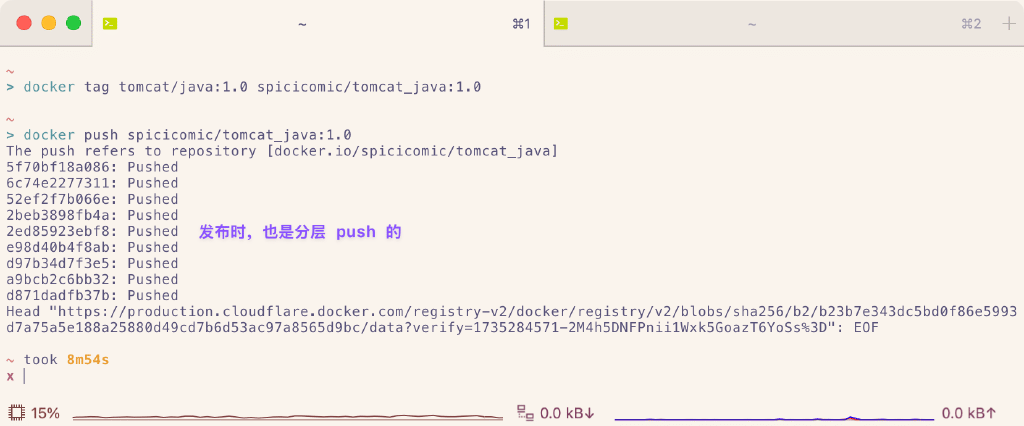 ~ ⌘1 ~ ⌘2
~
> docker tag tomcat/java:1.0 spicicomic/tomcat_java:1.0
~
> docker push spicicomic/tomcat_java:1.0
The push refers to repository [docker.io/spicicomic/tomcat_java]
5f70bf18a086: Pushed
6c74e2277311: Pushed
52ef2f7b066e: Pushed
2beb3898fb4a: Pushed
2ed85923ebf8: Pushed 发布时，也是分层 push 的
e98d40b4f8ab: Pushed
d97b34d7f3e5: Pushed
a9bcb2c6bb32: Pushed
d871dadfb37b: Pushed
Head "https://production.cloudflare.docker.com/registry-v2/docker/registry/v2/blobs/sha256/b2/b23b7e343dc5bd0f86e5993
d7a75a5e188a25880d49cd7b6d53ac97a8565d9bc/data?verify=1735284571-2M4h5DNFPnii1Wxk5GoazT6YoSs%3D": EOF
~ took 8m54s
x
15% 0.0 kB↓ 0.0 kB↑